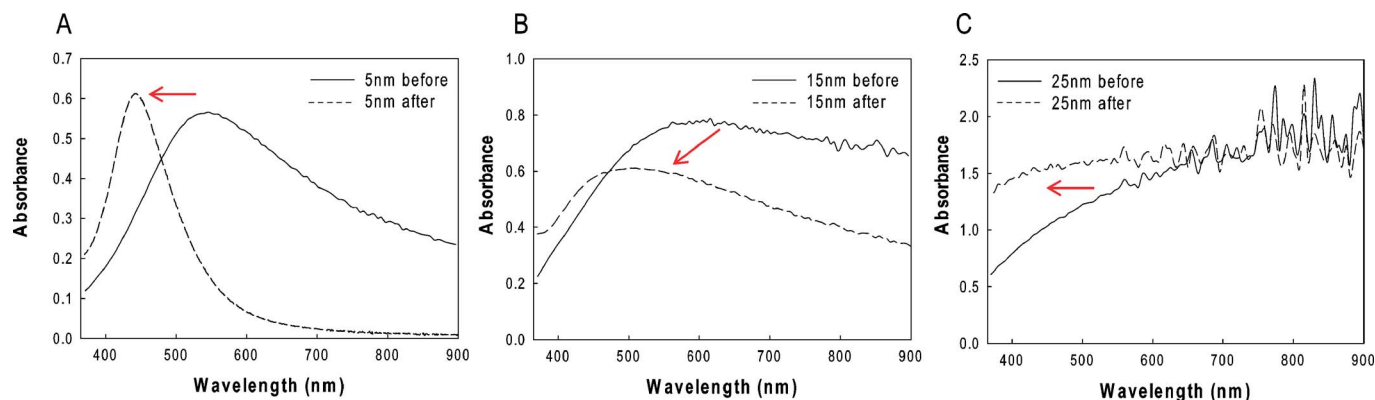 A
5nm before
5nm after
Absorbance
0.7
0.6
0.5
0.4
0.3
0.2
0.1
0.0
400 500 600 700 800 900
Wavelength (nm)
B
15nm before
15nm after
Absorbance
1.0
0.8
0.6
0.4
0.2
0.0
400 500 600 700 800 900
Wavelength (nm)
C
25nm before
25nm after
Absorbance
2.5
2.0
1.5
1.0
0.5
0.0
400 500 600 700 800 900
Wavelength (nm)